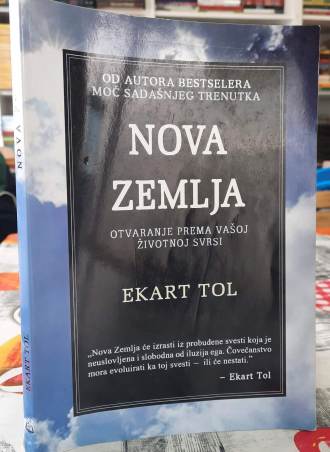 OD AUTORA BESTSELERA
MOĆ SADAŠNJEG TRENUTKA
NOVA
ZEMLJA
OTVARANJE PREMA VAŠOJ
ŽIVOTNOJ SVRSI
EKART TOL
„Nova Zemlja će izrasti iz probuđene svesti koja je
neuslovljena i slobodna od iluzija ega. Čovečanstvo
mora evoluirati ka toj svesti – ili će nestati."
– Ekart Tol
NOVA
EKART TOL